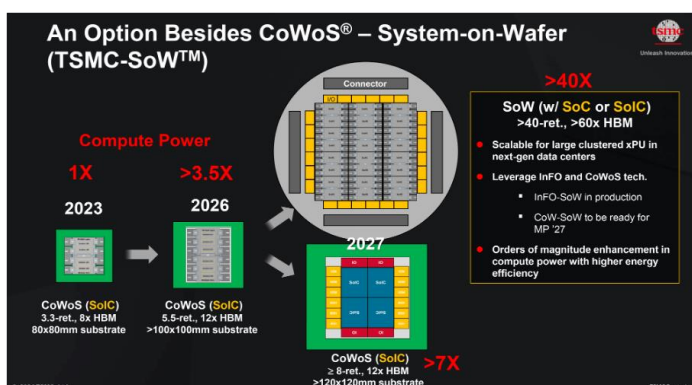 An Option Besides CoWoS® – System-on-Wafer
(TSMC-SoW™)
tsmc
Unleash Innovation
Compute Power
1X
2023
CoWoS (SoIC)
3.3-ret., 8x HBM
80x80mm substrate
>3.5X
2026
CoWoS (SoIC)
5.5-ret., 12x HBM
>100x100mm substrate
Connector
I/O
2027
SoIC SoIC
CoWoS (SoIC)
≥ 8-ret., 12x HBM
>120x120mm substrate
>7X
>40X
SoW (w/ SoC or SoIC)
>40-ret., >60x HBM
Scalable for large clustered xPU in
next-gen data centers
Leverage InFO and CoWoS tech.
InFO-SoW in production
CoW-SoW to be ready for
MP '27
Orders of magnitude enhancement in
compute power with higher energy
efficiency